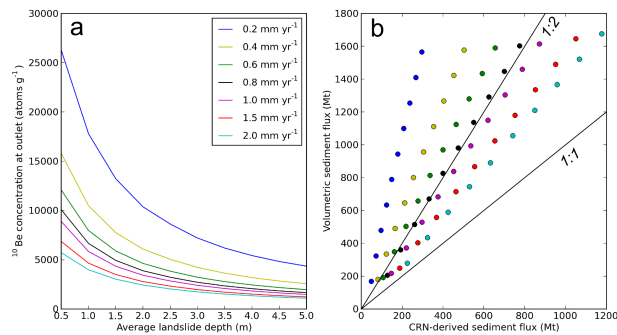 a
30000
25000
20000
15000
10000
5000
0
0.5 1.0 1.5 2.0 2.5 3.0 3.5 4.0 4.5 5.0
Average landslide depth (m)
10Be concentration at outlet (atoms g-1)
0.2 mm yr-1
0.4 mm yr-1
0.6 mm yr-1
0.8 mm yr-1
1.0 mm yr-1
1.5 mm yr-1
2.0 mm yr-1
b
1800
1600
1400
1200
1000
800
600
400
200
0
0 200 400 600 800 1000 1200
CRN-derived sediment flux (Mt)
Volumetric sediment flux (Mt)
1:2
1:1